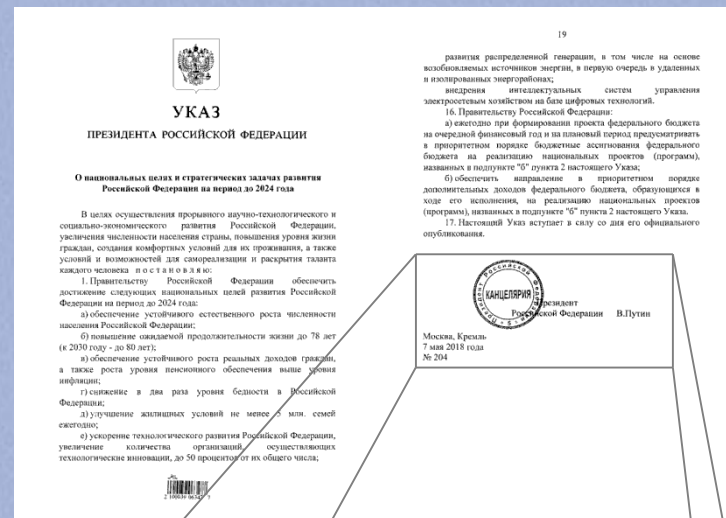 УКАЗ
ПРЕЗИДЕНТА РОССИЙСКОЙ ФЕДЕРАЦИИ
О национальных целях и стратегических задачах развития
Российской Федерации на период до 2024 года
В целях осуществления прорывного научно-технологического и
социально-экономического развития Российской Федерации,
увеличения численности населения страны, повышения уровня жизни
граждан, создания комфортных условий для их проживания, а также
условий и возможностей для самореализации и раскрытия таланта
каждого человека п о с т а н о в л я ю:
1. Правительству Российской Федерации обеспечить
достижение следующих национальных целей развития Российской
Федерации на период до 2024 года:
а) обеспечение устойчивого естественного роста численности
населения Российской Федерации;
б) повышение ожидаемой продолжительности жизни до 78 лет
(к 2030 году - до 80 лет);
в) обеспечение устойчивого роста реальных доходов граждан,
а также роста уровня пенсионного обеспечения выше уровня
инфляции;
г) снижение в два раза уровня бедности в Российской
Федерации;
д) улучшение жилищных условий не менее 5 млн. семей
ежегодно;
е) ускорение технологического развития Российской Федерации,
увеличение количества организаций, осуществляющих
технологические инновации, до 50 процентов от их общего числа;
19
развития распределенной генерации, в том числе на основе
возобновляемых источников энергии, в первую очередь в удаленных
и изолированных энергорайонах;
внедрения интеллектуальных систем управления
электросетевым хозяйством на базе цифровых технологий.
16. Правительству Российской Федерации:
а) ежегодно при формировании проекта федерального бюджета
на очередной финансовый год и на плановый период предусматривать
в приоритетном порядке бюджетные ассигнования федерального
бюджета на реализацию национальных проектов (программ),
названных в подпункте "б" пункта 2 настоящего Указа;
б) обеспечить направление в приоритетном порядке
дополнительных доходов федерального бюджета, образующихся в
ходе его исполнения, на реализацию национальных проектов
(программ), названных в подпункте "б" пункта 2 настоящего Указа.
17. Настоящий Указ вступает в силу со дня его официального
опубликования.
КАНЦЕЛЯРИЯ
Президент
Российской Федерации В.Путин
Москва, Кремль
7 мая 2018 года
№ 204